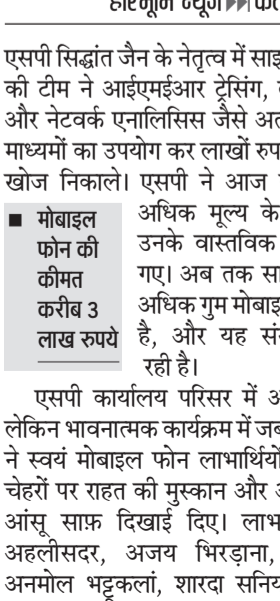 हरिभूमि न्यूज
एसपी सिद्धांत जैन के नेतृत्व में
की टीम ने आईएमईआर ट्रेसिंग,
और नेटवर्क एनालिसिस जैसे
माध्यमों का उपयोग कर लाखों
खोज निकाले। एसपी ने आज
■ मोबाइल
फोन की
कीमत
करीब 3
लाख रुपये
अधिक मूल्य के
उनके वास्तविक
गए। अब तक
अधिक गुम
है, और यह
रही है।
एसपी कार्यालय परिसर में
लेकिन भावनात्मक कार्यक्रम में जब
ने स्वयं मोबाइल फोन
चेहरों पर राहत की मुस्कान और
आंसू साफ़ दिखाई दिए।
अहलीसदर, अजय भिरड़ाना,
अनमोल भट्टूकलां, शारदा